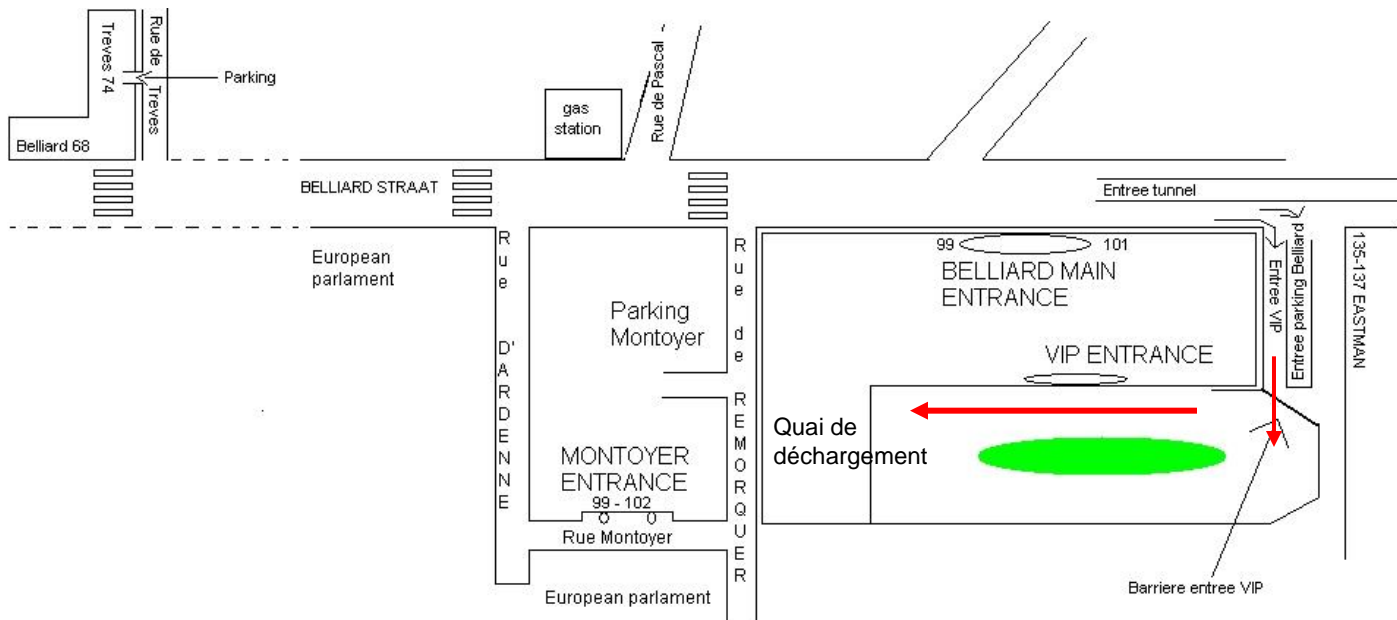 Treves 74
Rue de Treves
Parking
Belliard 68
gas
station
Rue de Pascal
BELLIARD STRAAT
Entree tunnel
European
parlament
Rue D'ARDENNE
Parking
Montoyer
Rue de REMORQUER
99
101
BELLIARD MAIN
ENTRANCE
VIP ENTRANCE
Entree VIP
Entree parking Belliard
135-137 EASTMAN
Quai de
déchargement
MONTOYER
ENTRANCE
99 - 102
Rue Montoyer
European parlament
Barriere entree VIP